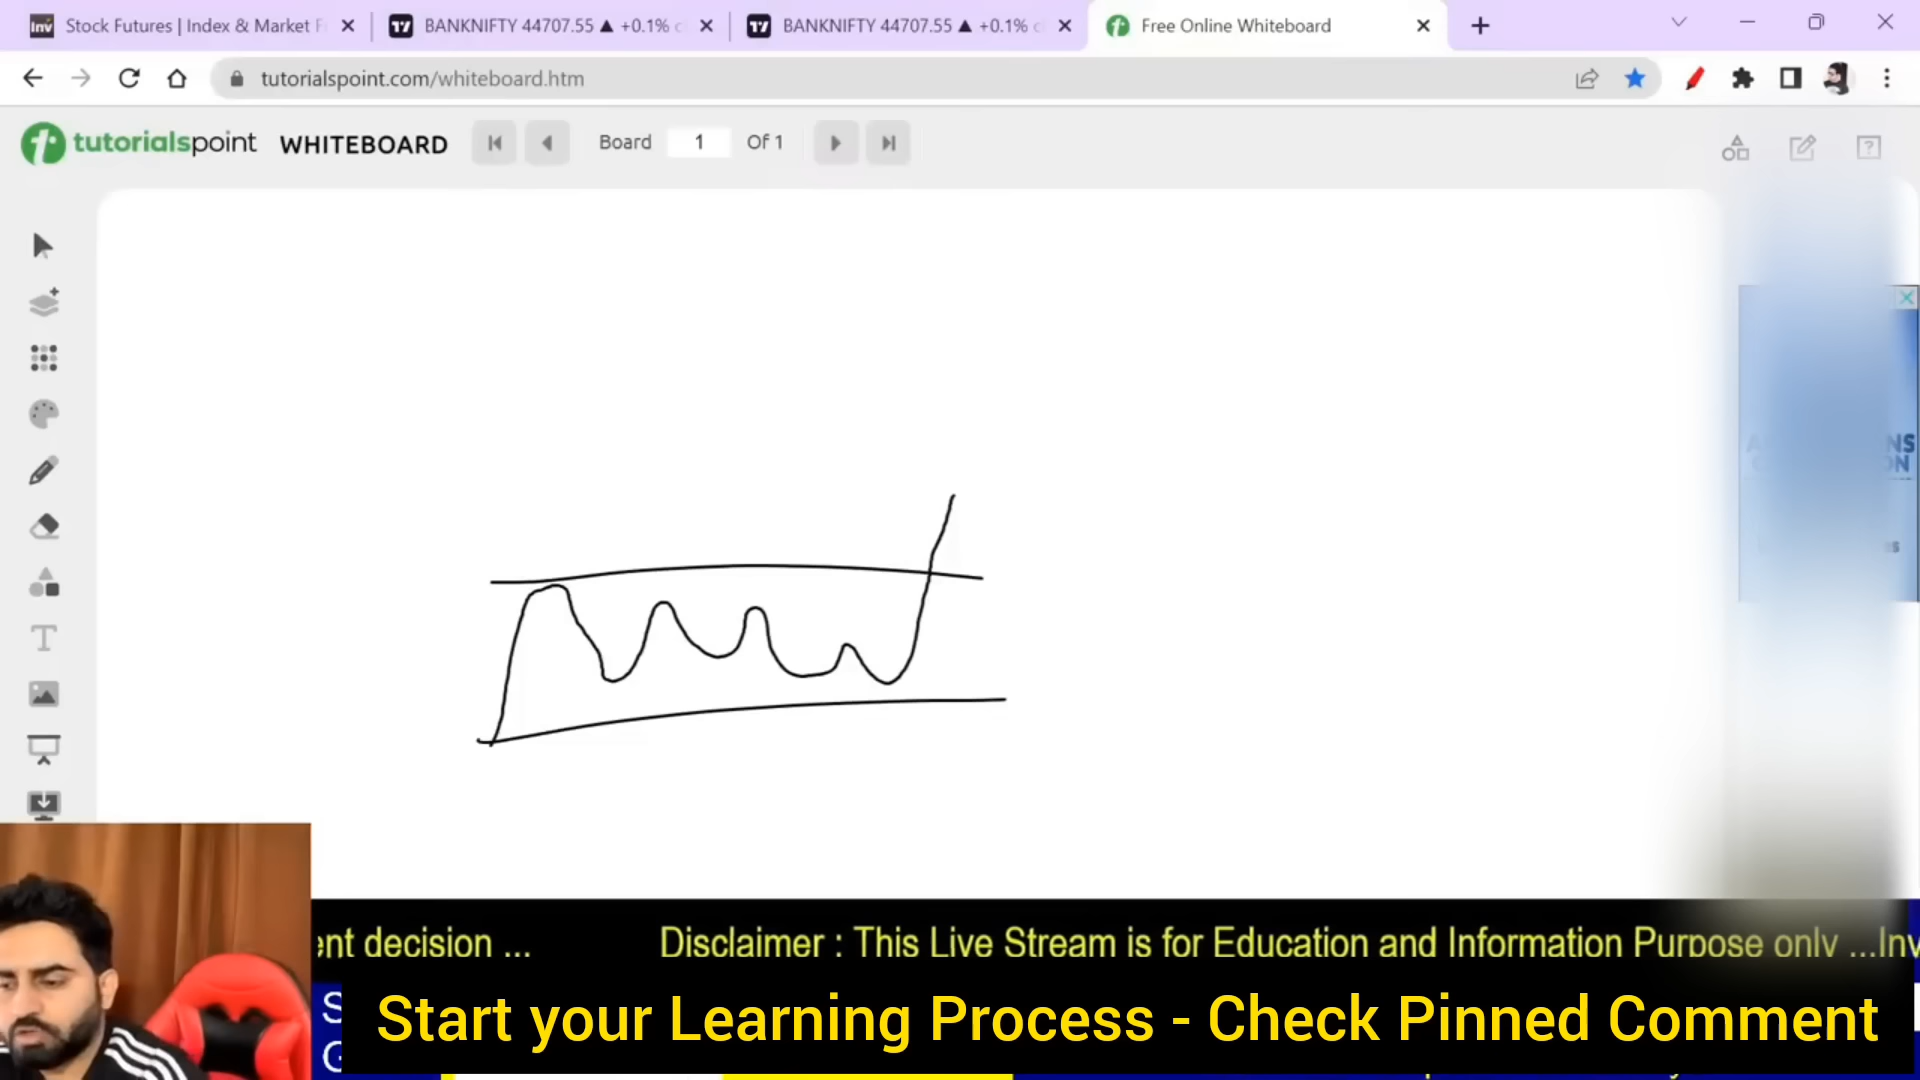 Stock Futures | Index & Market F
BANKNIFTY 44707.55 ▲ +0.1%
BANKNIFTY 44707.55 ▲ +0.1%
Free Online Whiteboard
tutorialspoint.com/whiteboard.htm
tutorialspoint WHITEBOARD Board 1 Of 1
ent decision ... Disclaimer : This Live Stream is for Education and Information Purpose only ...Inv
Start your Learning Process - Check Pinned Comment